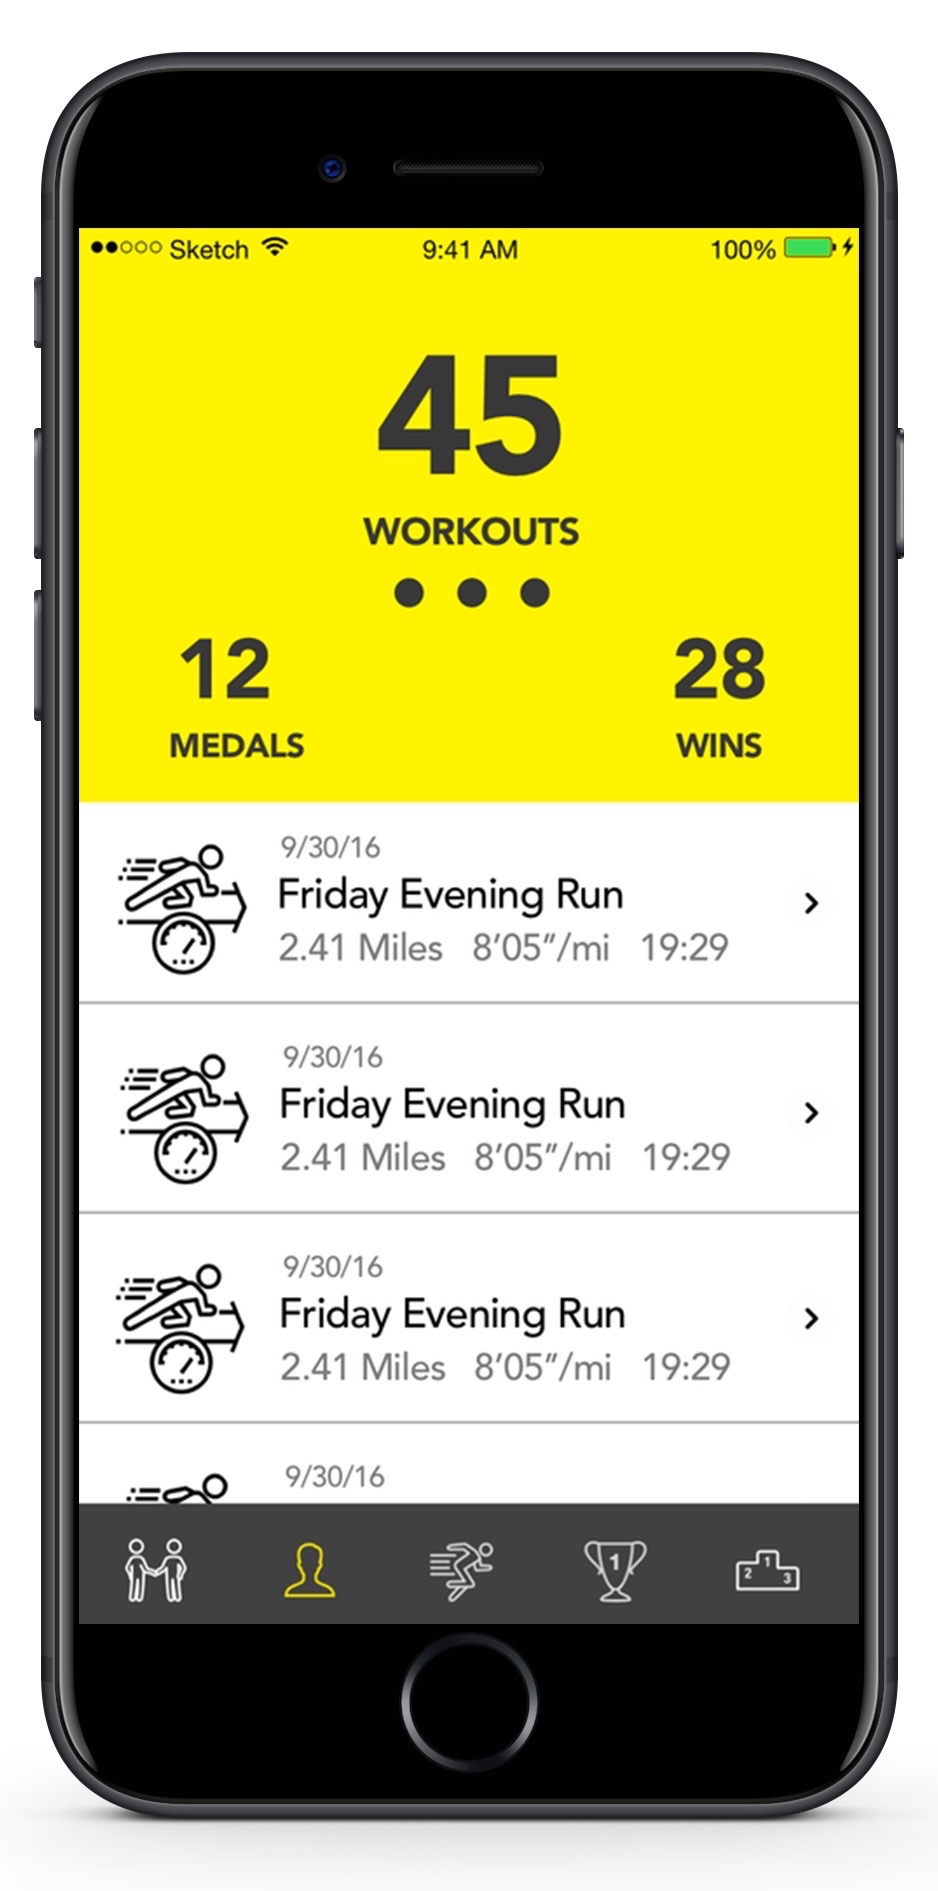 Sketch 9:41 AM 100%
45
WORKOUTS
12 28
MEDALS WINS
9/30/16
Friday Evening Run
2.41 Miles 8’05”/mi 19:29
9/30/16
Friday Evening Run
2.41 Miles 8’05”/mi 19:29
9/30/16
Friday Evening Run
2.41 Miles 8’05”/mi 19:29
9/30/16
1 2 1 3